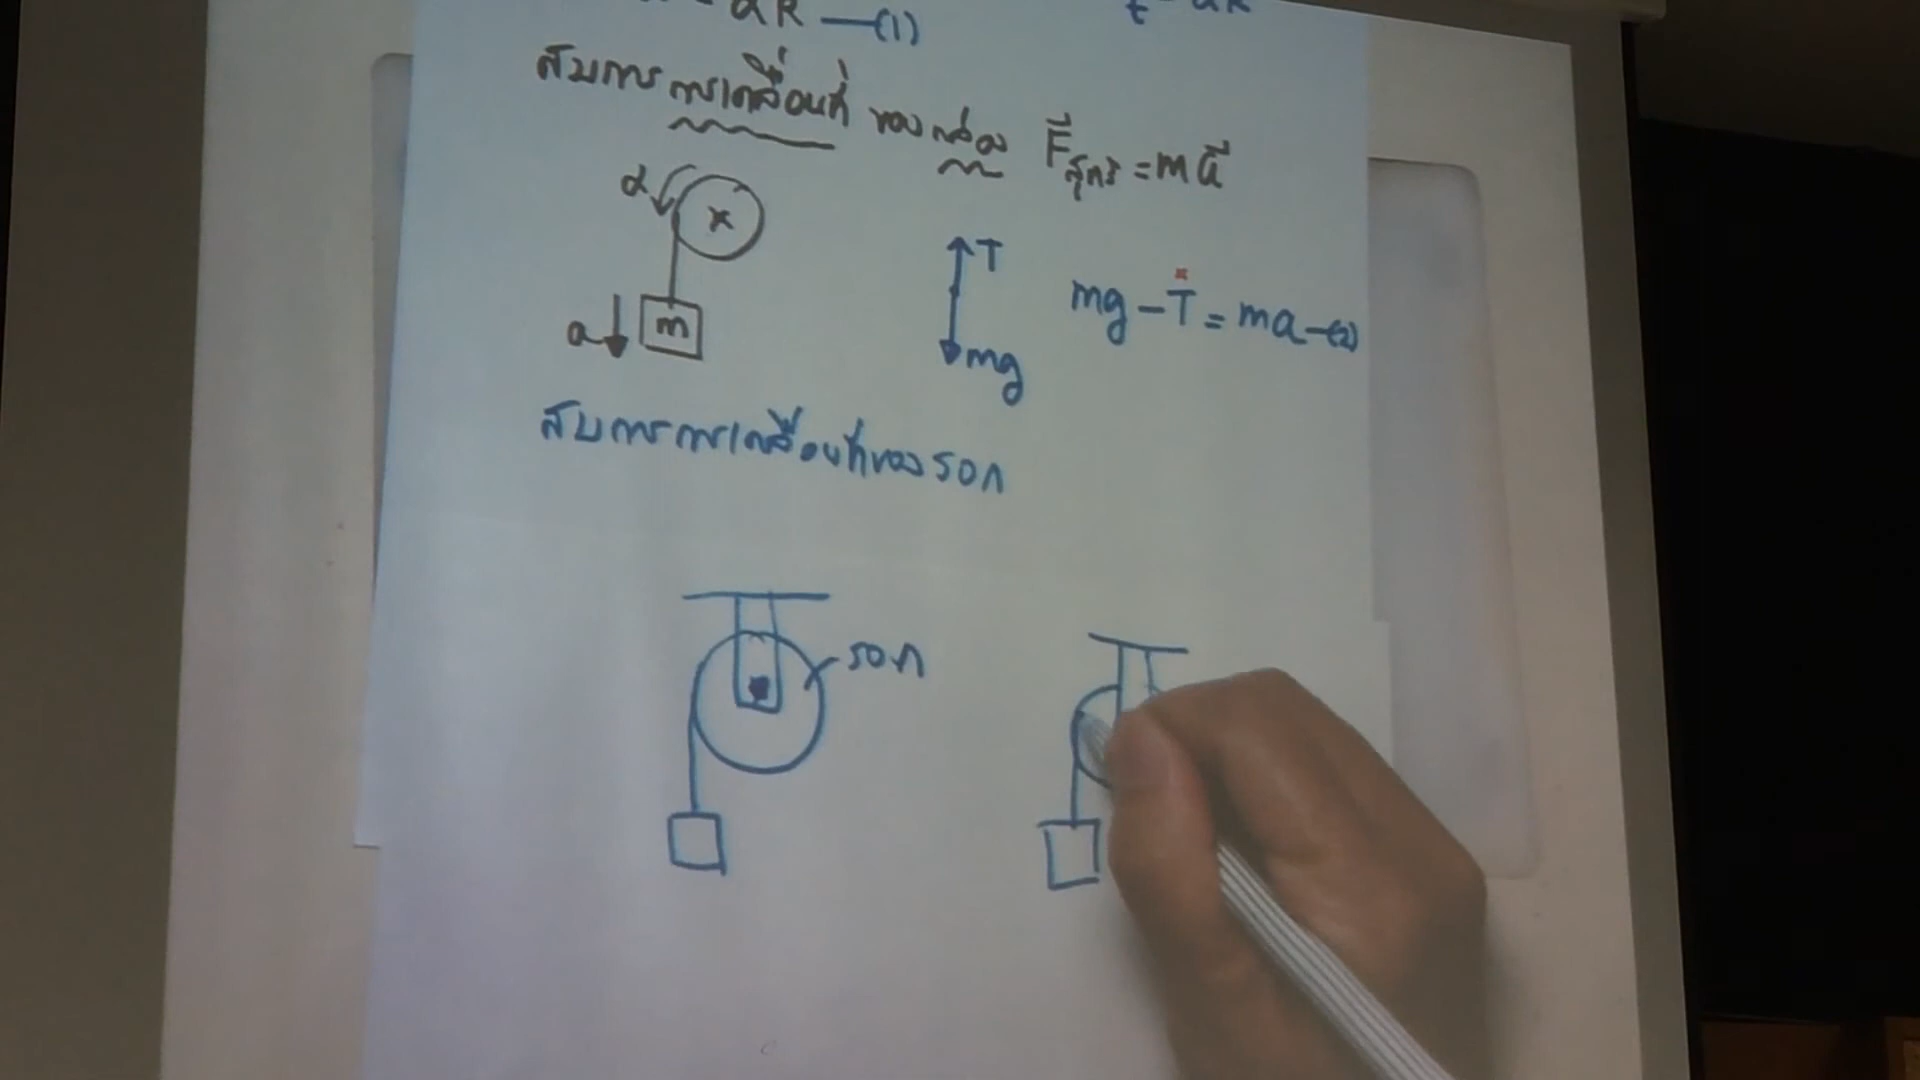 αR —(1)
สมการการเคลื่อนที่ ของกล่อง F⃗สุทธิ = ma⃗
α
T
mg – T = ma –(2)
a m
mg
สมการการเคลื่อนที่ของรอก
รอก